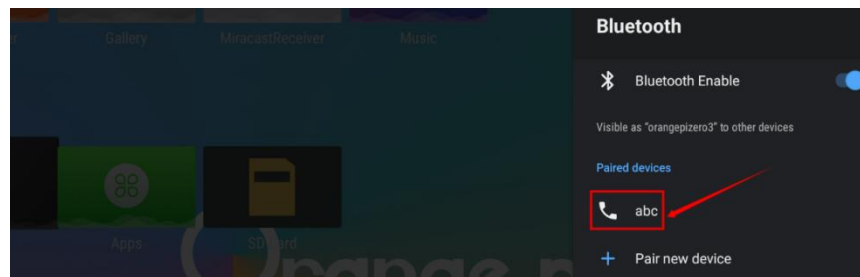 Gallery
MiracastReceiver
Music
Apps
Bluetooth
Bluetooth Enable
Visible as "orangepizero3" to other devices
Paired devices
abc
Pair new device